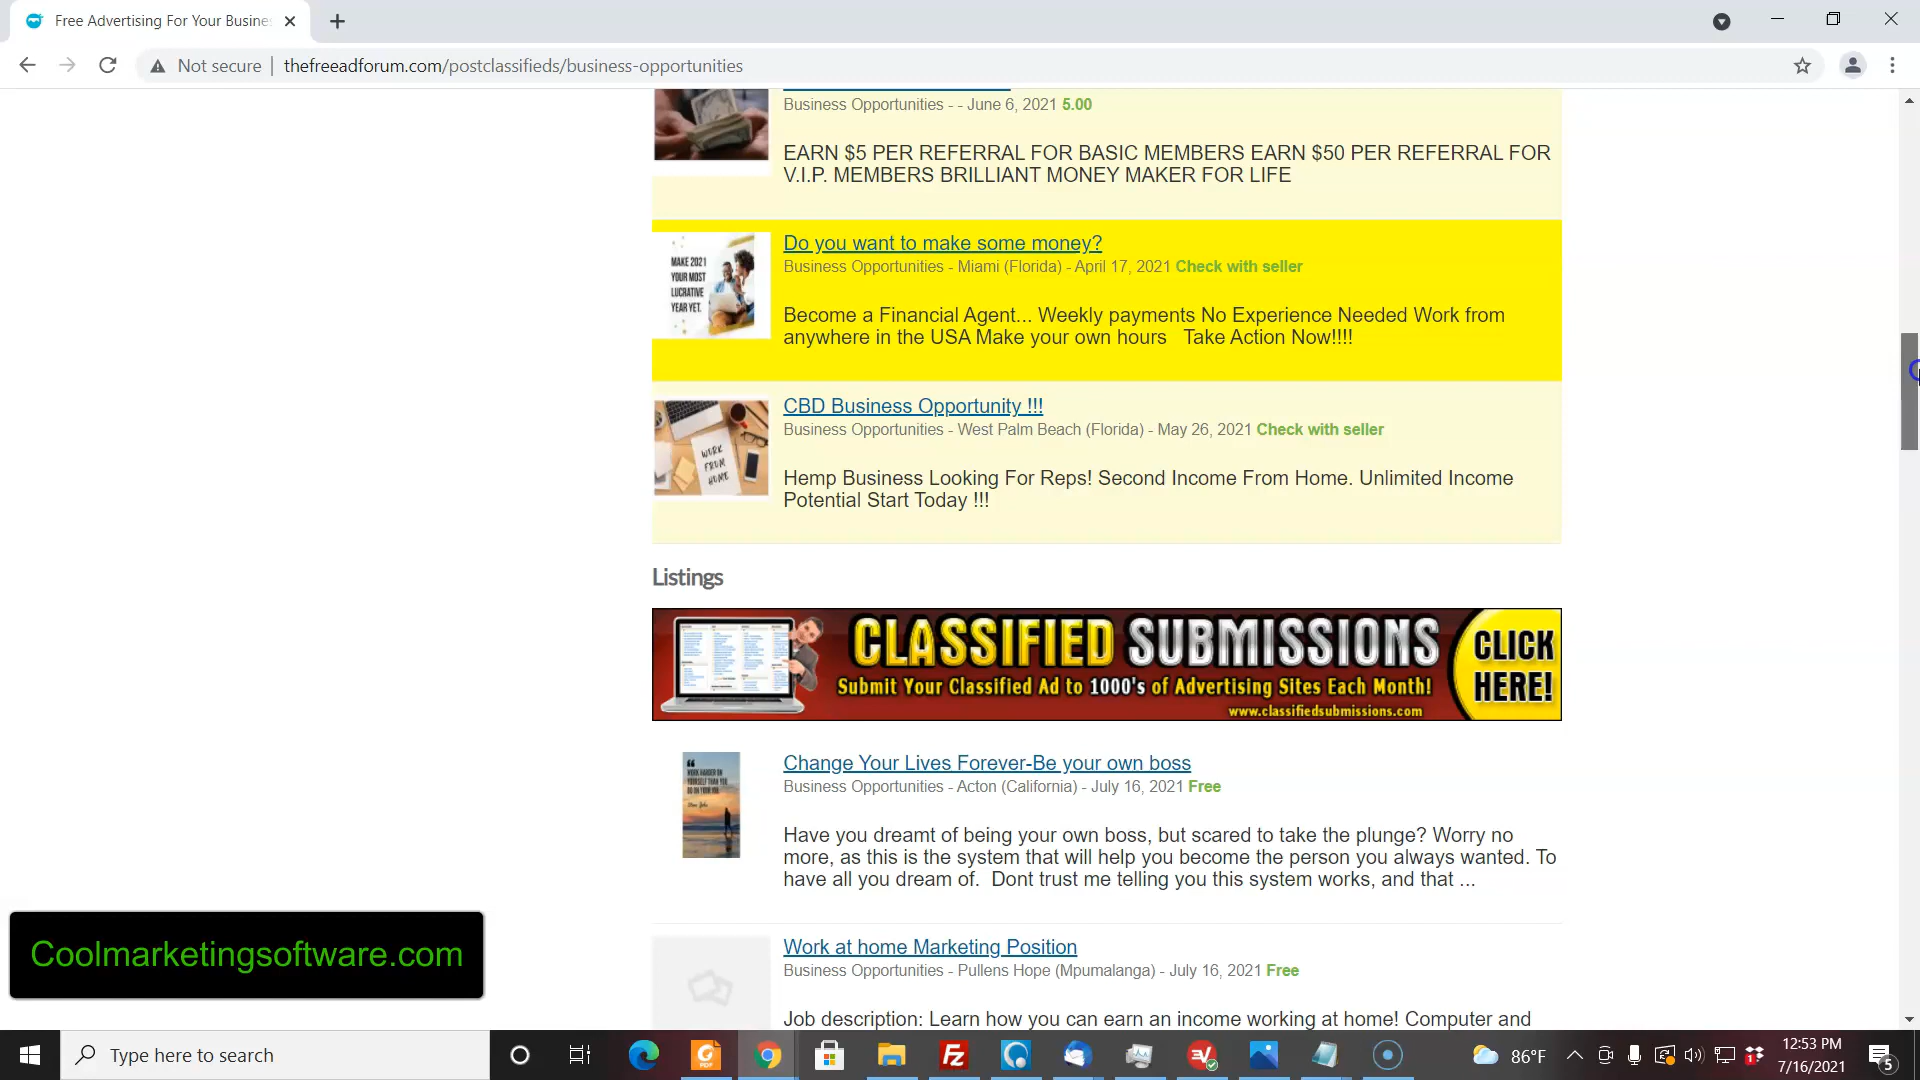 Free Advertising For Your Busine
Not secure
thefreeadforum.com/postclassifieds/business-opportunities
Business Opportunities - - June 6, 2021 5.00
EARN $5 PER REFERRAL FOR BASIC MEMBERS EARN $50 PER REFERRAL FOR
V.I.P. MEMBERS BRILLIANT MONEY MAKER FOR LIFE
MAKE 2021
YOUR MOST
LUCRATIVE
YEAR YET.
Do you want to make some money?
Business Opportunities - Miami (Florida) - April 17, 2021 Check with seller
Become a Financial Agent... Weekly payments No Experience Needed Work from
anywhere in the USA Make your own hours   Take Action Now!!!!
WORK
FROM
HOME
CBD Business Opportunity !!!
Business Opportunities - West Palm Beach (Florida) - May 26, 2021 Check with seller
Hemp Business Looking For Reps! Second Income From Home. Unlimited Income
Potential Start Today !!!
Listings
CLASSIFIED SUBMISSIONS
Submit Your Classified Ad to 1000's of Advertising Sites Each Month!
www.classifiedsubmissions.com
CLICK
HERE!
Change Your Lives Forever-Be your own boss
Business Opportunities - Acton (California) - July 16, 2021 Free
Have you dreamt of being your own boss, but scared to take the plunge? Worry no
more, as this is the system that will help you become the person you always wanted. To
have all you dream of.  Dont trust me telling you this system works, and that ...
Work at home Marketing Position
Business Opportunities - Pullens Hope (Mpumalanga) - July 16, 2021 Free
Job description: Learn how you can earn an income working at home! Computer and
Coolmarketingsoftware.com
Type here to search
86°F
12:53 PM
7/16/2021
5